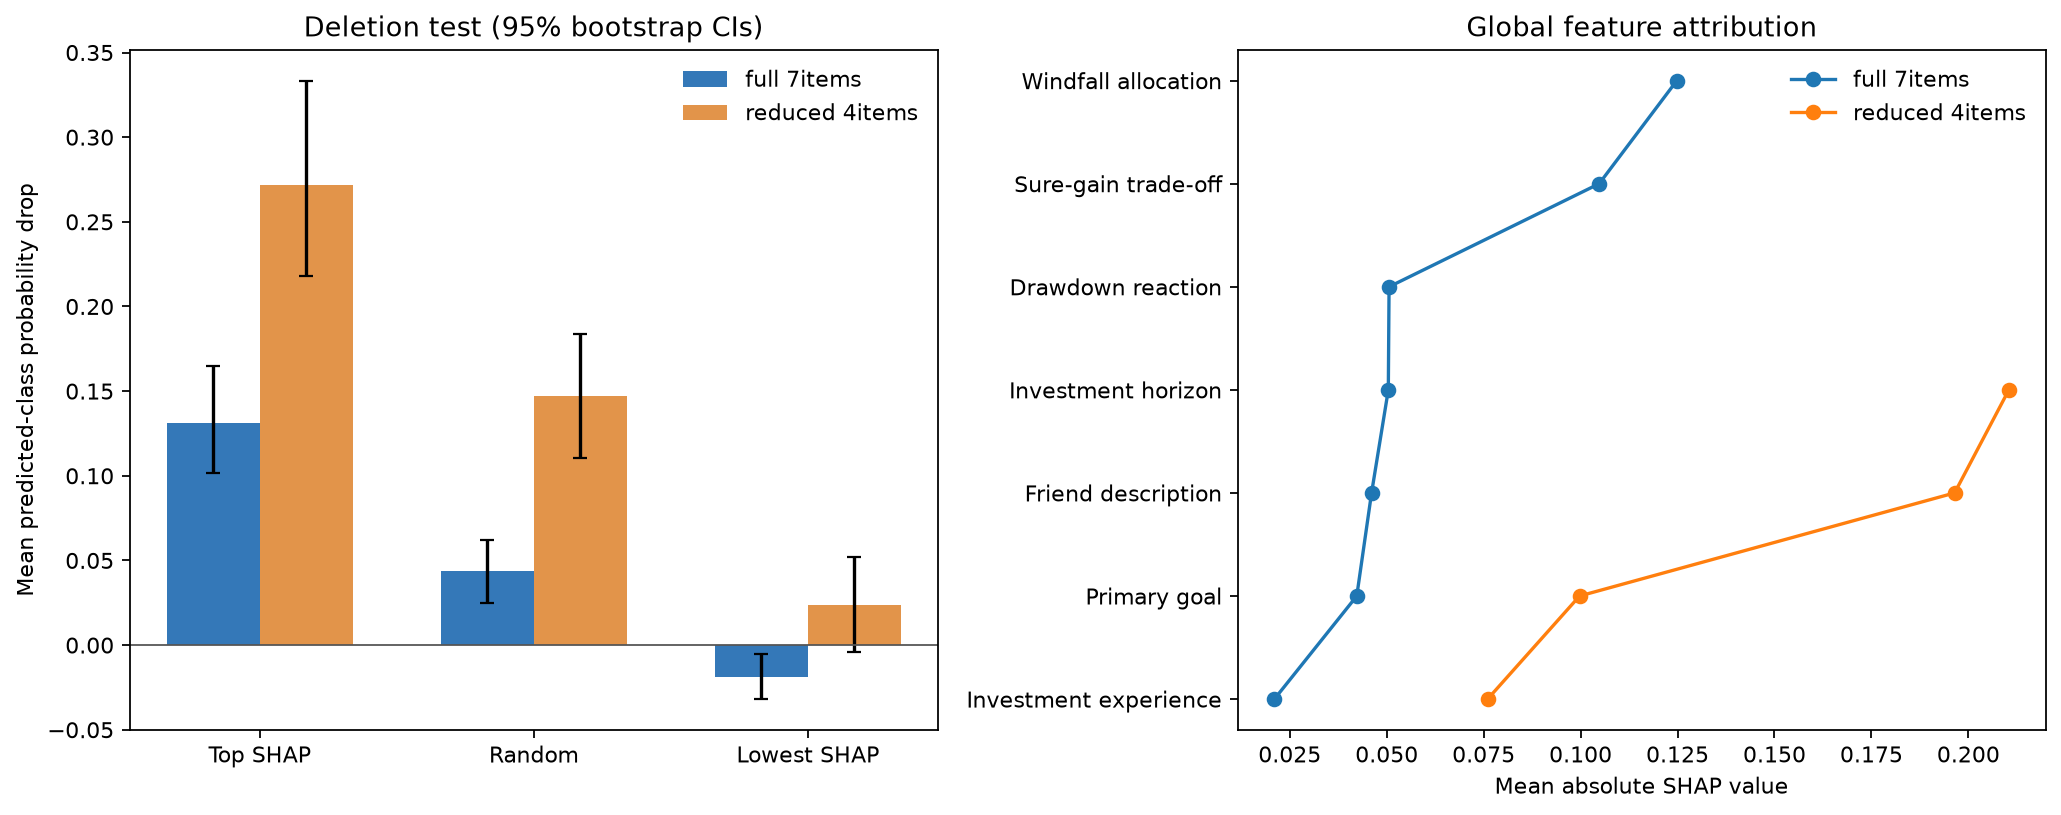 Deletion test (95% bootstrap CIs)
Mean predicted-class probability drop
0.35
0.30
0.25
0.20
0.15
0.10
0.05
0.00
−0.05
full 7items
reduced 4items
Top SHAP
Random
Lowest SHAP
Global feature attribution
Windfall allocation
Sure-gain trade-off
Drawdown reaction
Investment horizon
Friend description
Primary goal
Investment experience
full 7items
reduced 4items
0.025 0.050 0.075 0.100 0.125 0.150 0.175 0.200
Mean absolute SHAP value